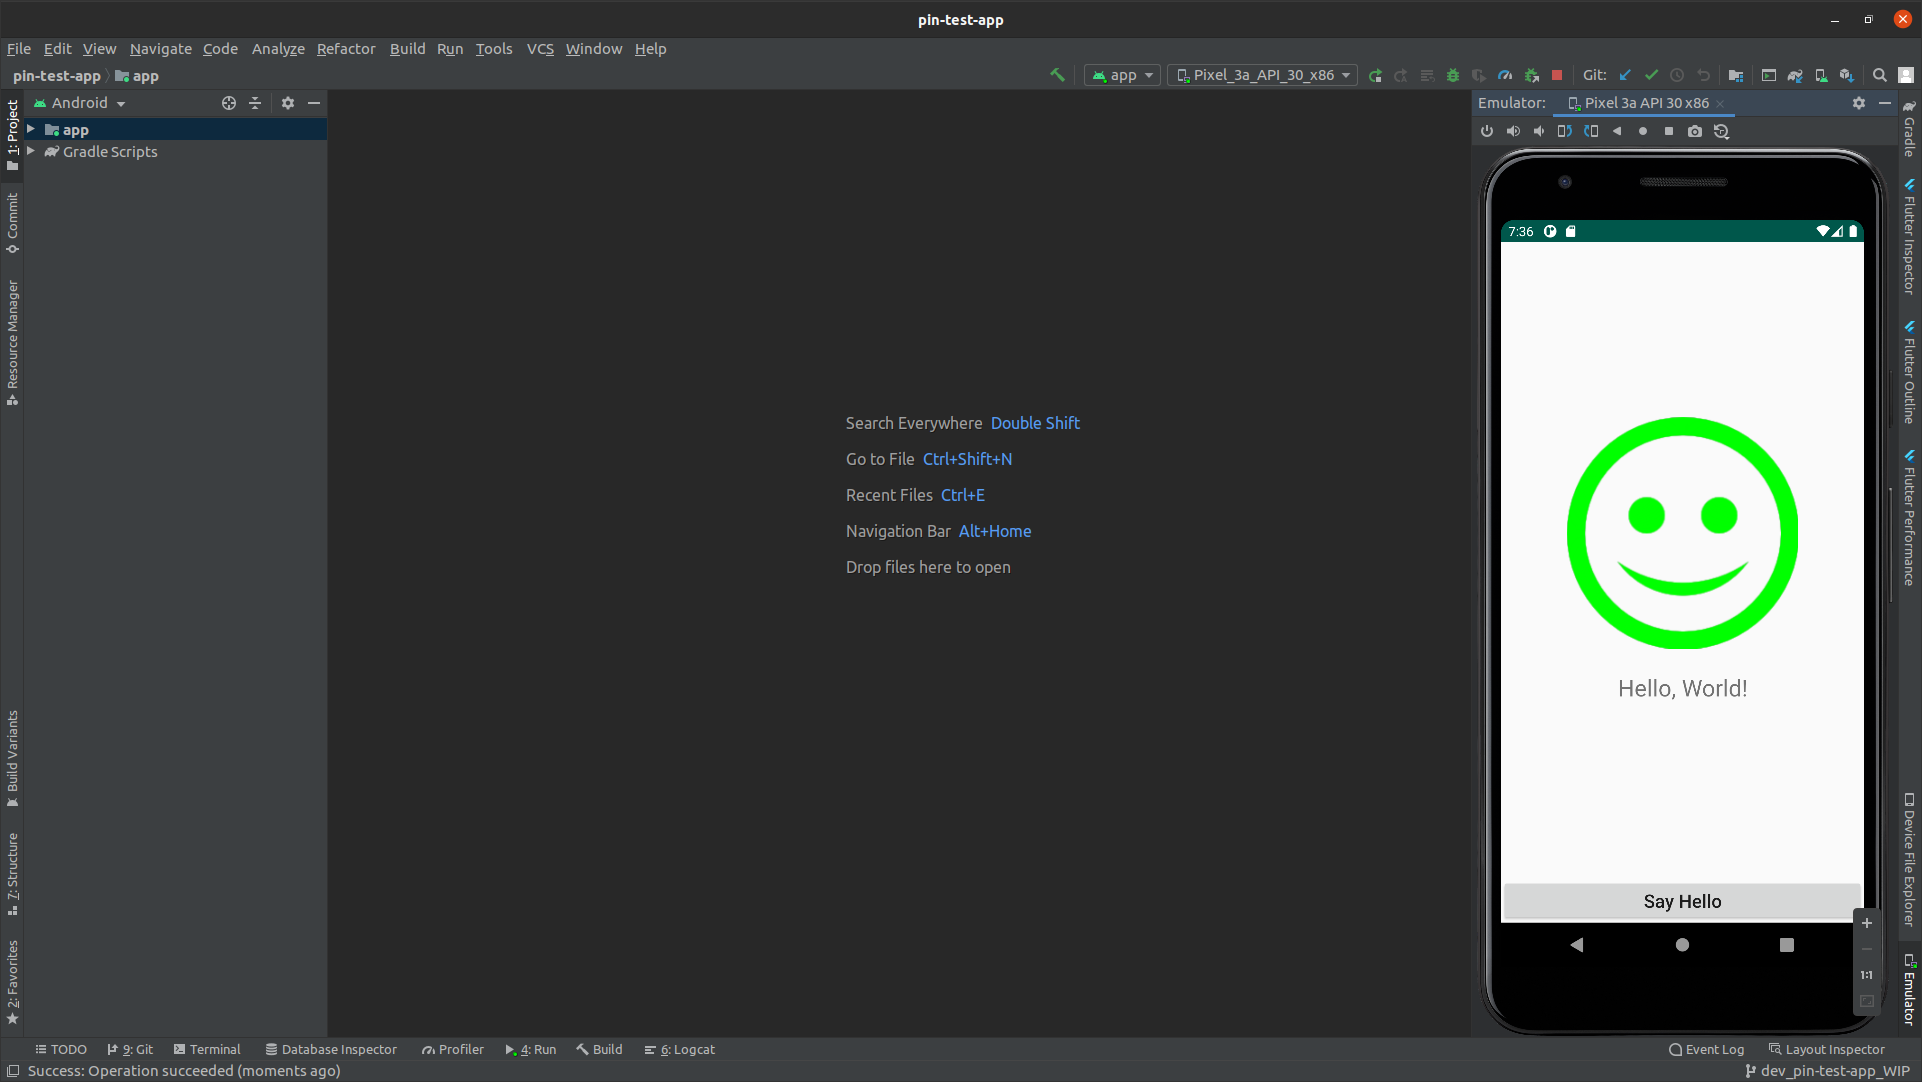 pin-test-app
File Edit View Navigate Code Analyze Refactor Build Run Tools VCS Window Help
pin-test-app app
app Pixel_3a_API_30_x86 Git:
Android
Emulator: Pixel 3a API 30 x86
app
Gradle Scripts
1: Project
Commit
Resource Manager
Build Variants
7: Structure
2: Favorites
Search Everywhere Double Shift
Go to File Ctrl+Shift+N
Recent Files Ctrl+E
Navigation Bar Alt+Home
Drop files here to open
7:36
Hello, World!
Say Hello
1:1
Gradle
Flutter Inspector
Flutter Outline
Flutter Performance
Device File Explorer
Emulator
TODO 9: Git Terminal Database Inspector Profiler 4: Run Build 6: Logcat Event Log Layout Inspector
Success: Operation succeeded (moments ago) dev_pin-test-app_WIP